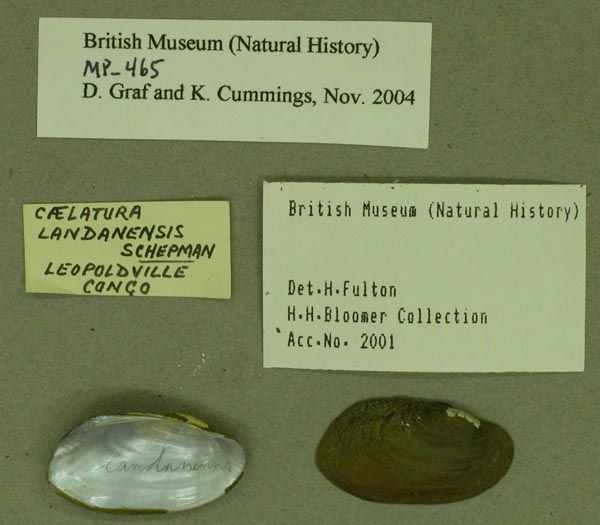 British Museum (Natural History)
MP-465
D. Graf and K. Cummings, Nov. 2004
CÆLATURA
LANDANENSIS
SCHEPMAN
LEOPOLDVILLE
CONGO
British Museum (Natural History)
Det.H.Fulton
H.H.Bloomer Collection
Acc.No. 2001
Landanensis